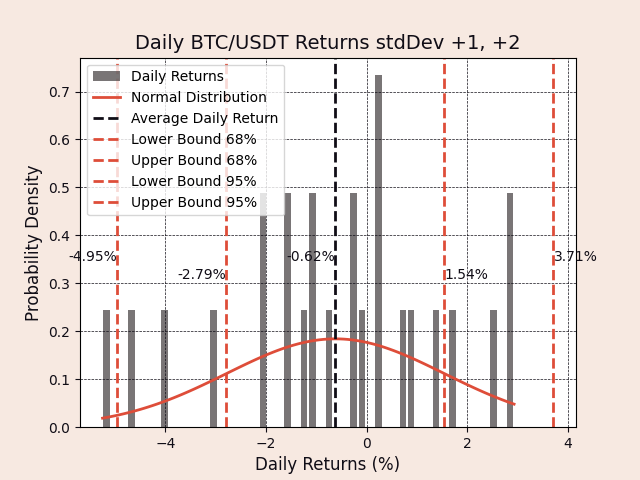 Daily BTC/USDT Returns stdDev +1, +2
Daily Returns
Normal Distribution
Average Daily Return
Lower Bound 68%
Upper Bound 68%
Lower Bound 95%
Upper Bound 95%
0.7
0.6
0.5
0.4
0.3
0.2
0.1
0.0
Probability Density
-4.95%
-0.62%
3.71%
-2.79%
1.54%
−4
−2
0
2
4
Daily Returns (%)